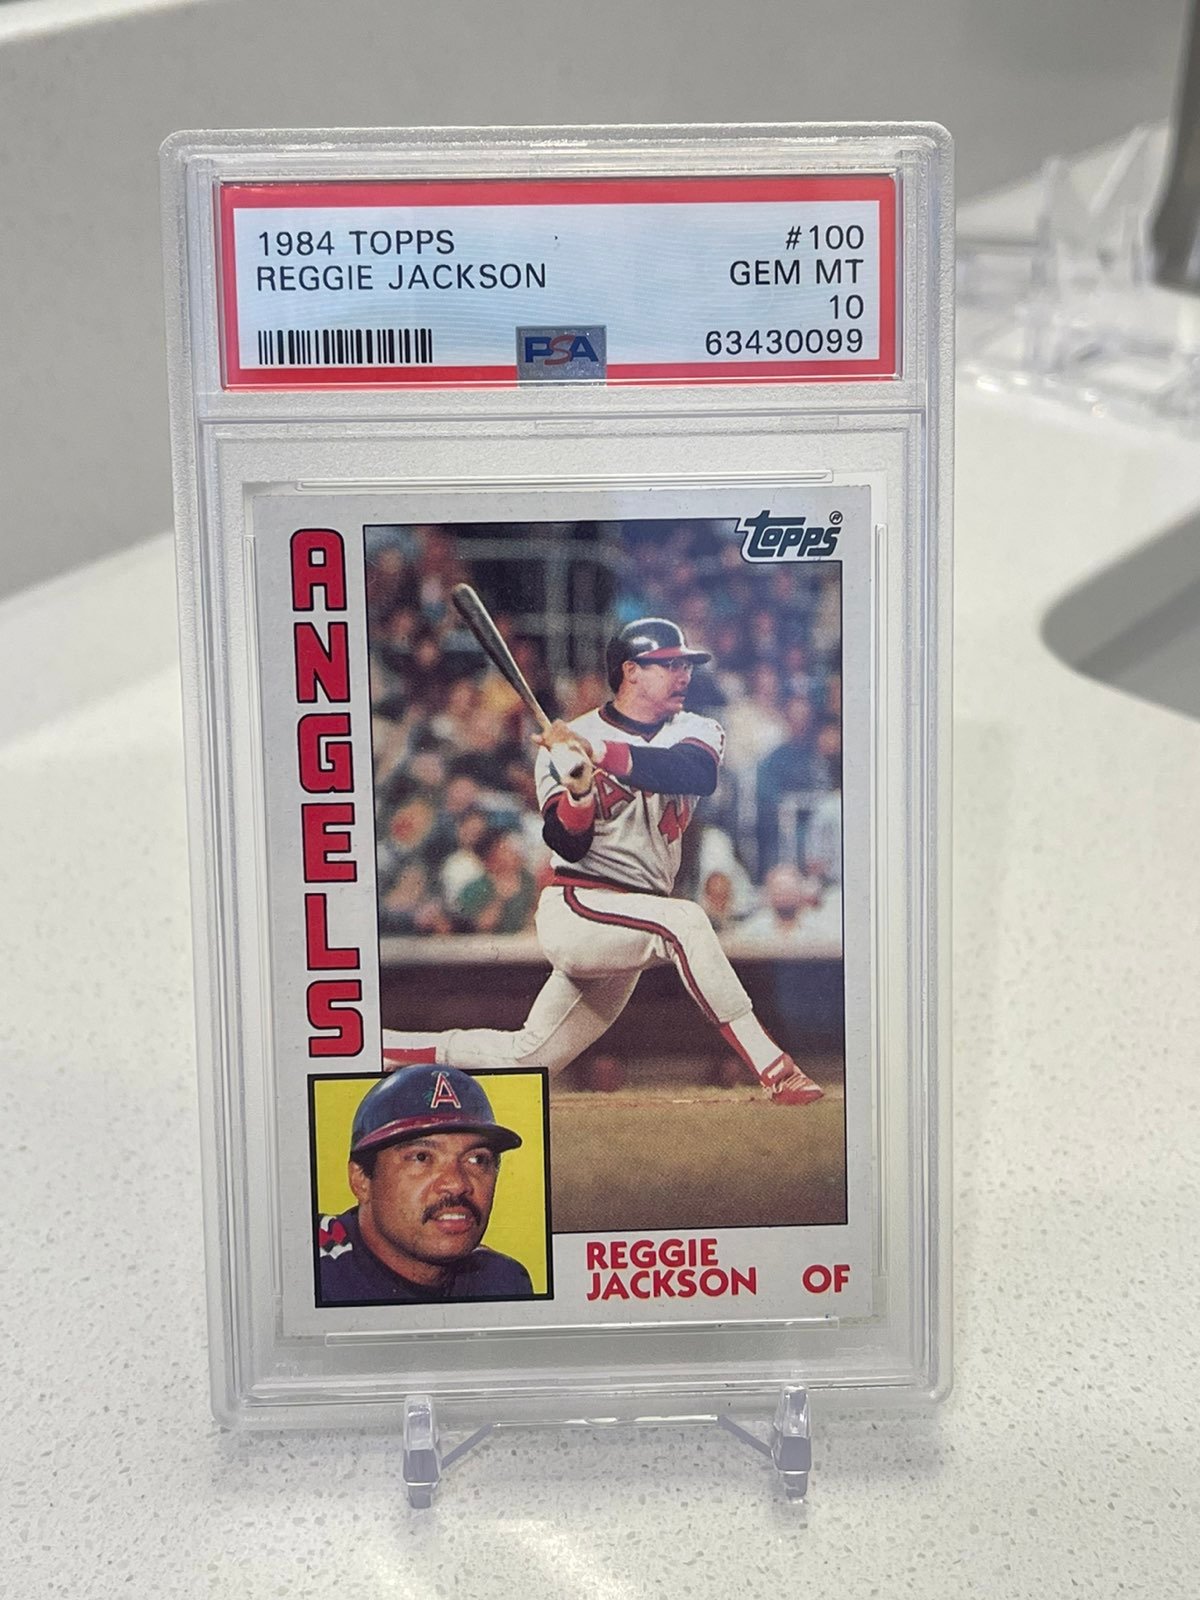 1984 TOPPS #100
REGGIE JACKSON GEM MT
10
PSA 63430099
Topps®
ANGELS
A
REGGIE
JACKSON OF